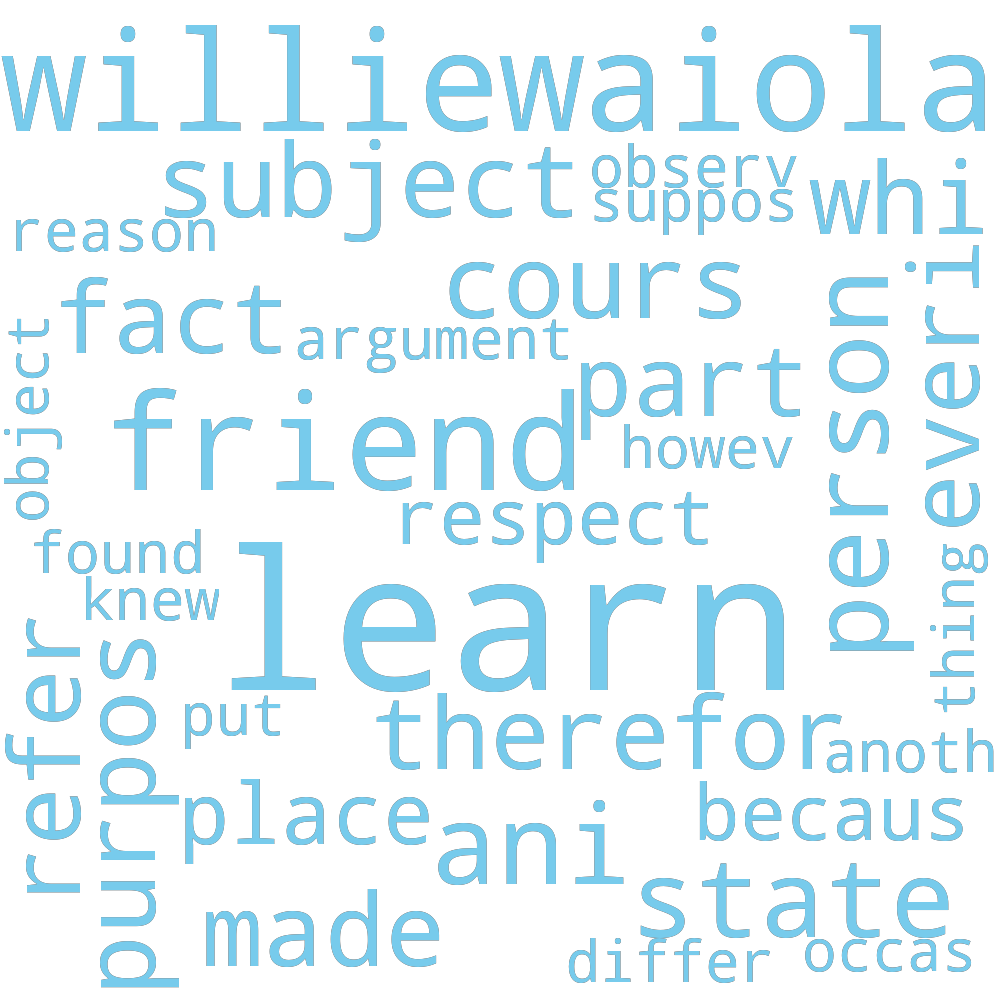 williewaiola
subject
observ
suppos
whi
reason
cours
everi
fact
person
argument
object
part
friend
howev
respect
found
learn
thing
knew
refer
purpos
put
therefor
anoth
place
becaus
ani
state
made
differ
occas